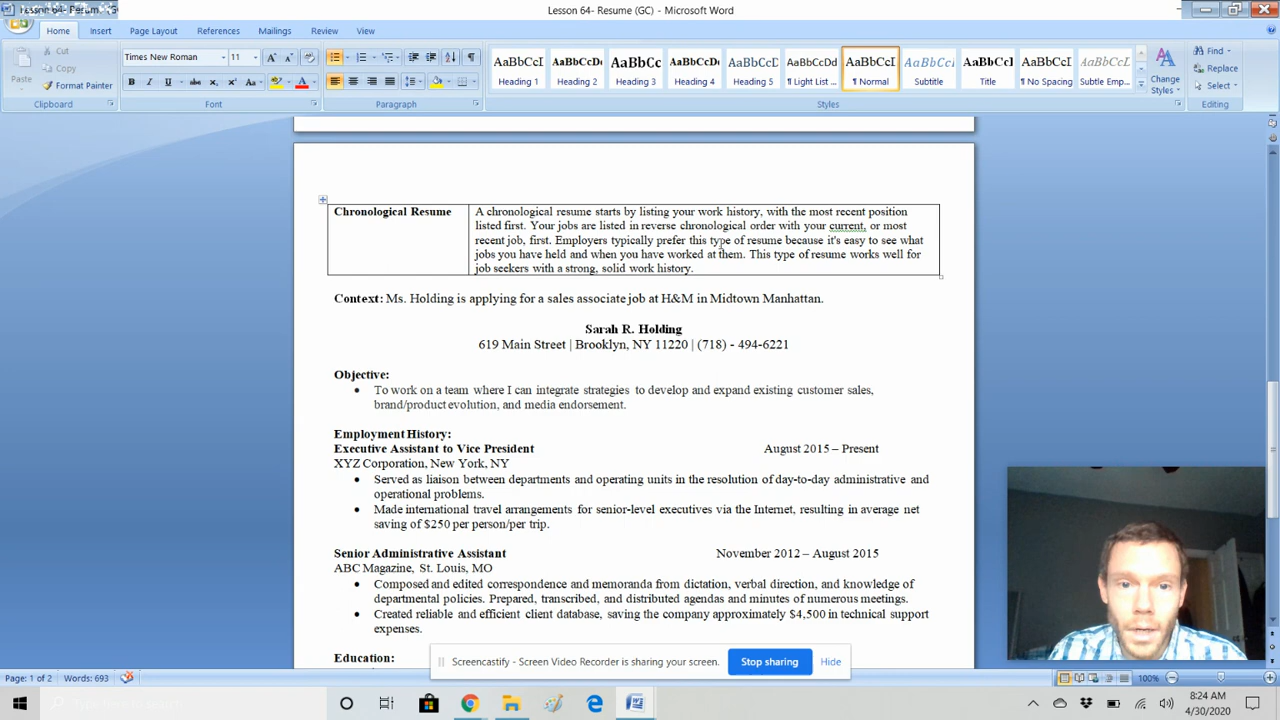 Lesson 64- Resume (GC) - Microsoft Word
Home Insert Page Layout References Mailings Review View
Cut
Copy
Format Painter
Paste
Times New Roman 11
AaBbCcI AaBbCcDc AaBbCc AaBbCcDc AaBbCcD AaBbCcDd AaBbCcI AaBbCcD AaBbCcI AaBbCcI AaBbCcI
Heading 1 Heading 2 Heading 3 Heading 4 Heading 5 ¶ Light List ... ¶ Normal Subtitle Title ¶ No Spacing Subtle Emp...
Change Styles
Find
Replace
Select
Clipboard Font Paragraph Styles Editing
Chronological Resume
A chronological resume starts by listing your work history, with the most recent position
listed first. Your jobs are listed in reverse chronological order with your current, or most
recent job, first. Employers typically prefer this type of resume because it's easy to see what
jobs you have held and when you have worked at them. This type of resume works well for
job seekers with a strong, solid work history.
Context: Ms. Holding is applying for a sales associate job at H&M in Midtown Manhattan.
Sarah R. Holding
619 Main Street | Brooklyn, NY 11220 | (718) - 494-6221
Objective:
• To work on a team where I can integrate strategies to develop and expand existing customer sales,
brand/product evolution, and media endorsement.
Employment History:
Executive Assistant to Vice President August 2015 – Present
XYZ Corporation, New York, NY
• Served as liaison between departments and operating units in the resolution of day-to-day administrative and
operational problems.
• Made international travel arrangements for senior-level executives via the Internet, resulting in average net
saving of $250 per person/per trip.
Senior Administrative Assistant November 2012 – August 2015
ABC Magazine, St. Louis, MO
• Composed and edited correspondence and memoranda from dictation, verbal direction, and knowledge of
departmental policies. Prepared, transcribed, and distributed agendas and minutes of numerous meetings.
• Created reliable and efficient client database, saving the company approximately $4,500 in technical support
expenses.
Education:
Screencastify - Screen Video Recorder is sharing your screen. Stop sharing Hide
Page: 1 of 2 Words: 693 100%
8:24 AM
4/30/2020